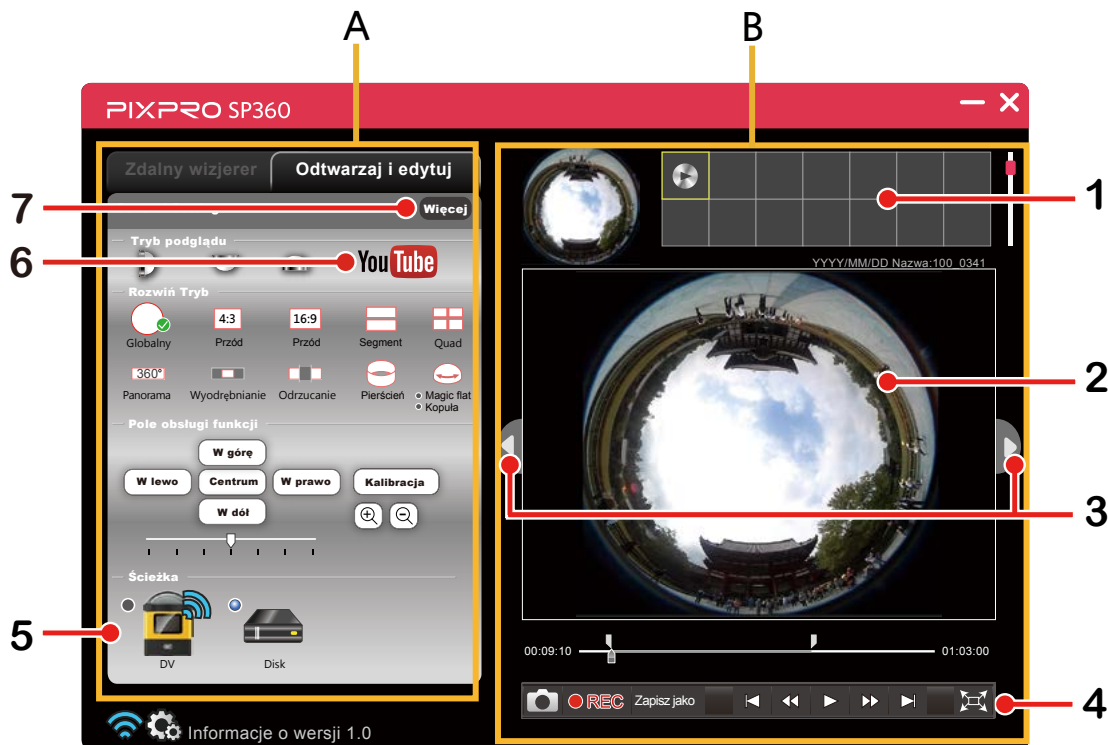 A
B
PIXPRO SP360
Zdalny wizjerer
Odtwarzaj i edytuj
7
Więcej
Tryb podglądu
6
YouTube
Rozwiń Tryb
4:3
16:9
Globalny
Przód
Przód
Segment
Quad
360°
Panorama
Wyodrębnianie
Odrzucanie
Pierścień
Magic flat
Kopuła
Pole obsługi funkcji
W górę
W lewo
Centrum
W prawo
Kalibracja
W dół
Ścieżka
5
DV
Disk
Informacje o wersji 1.0
1
YYYY/MM/DD Nazwa:100_0341
2
3
00:09:10
01:03:00
REC
Zapisz jako
4